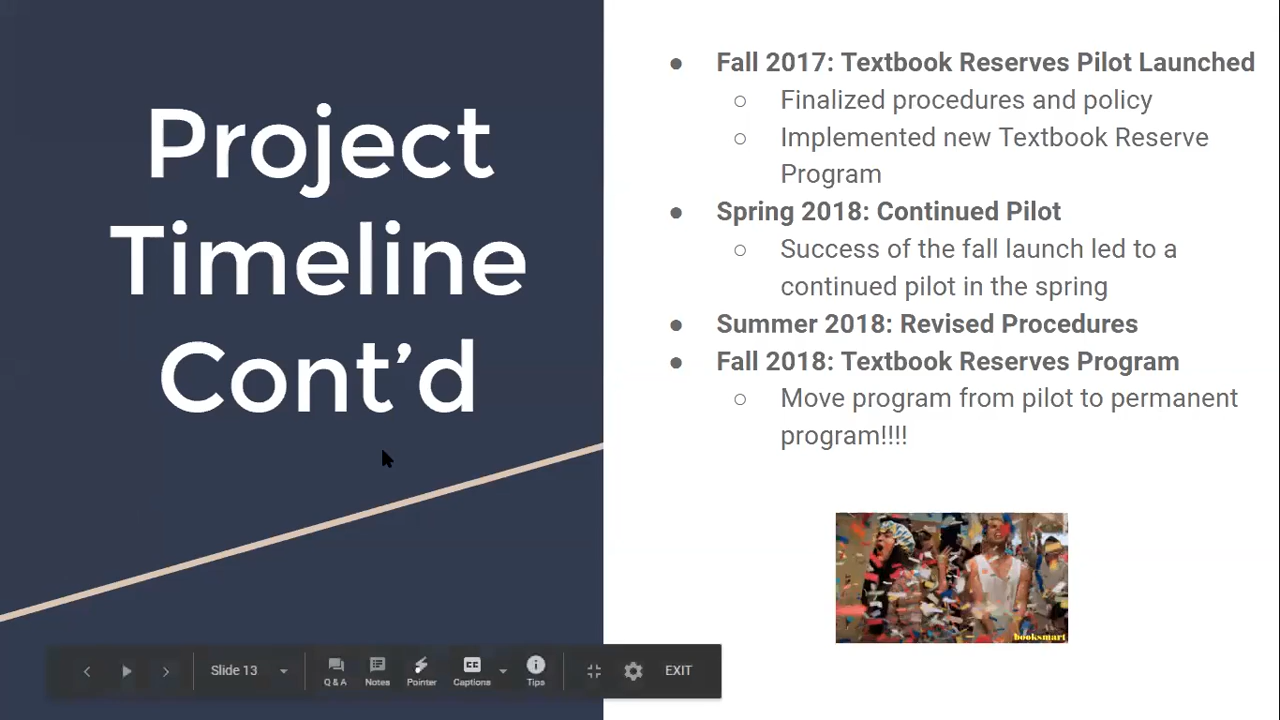 Project
Timeline
Cont’d
● Fall 2017: Textbook Reserves Pilot Launched
○ Finalized procedures and policy
○ Implemented new Textbook Reserve
Program
● Spring 2018: Continued Pilot
○ Success of the fall launch led to a
continued pilot in the spring
● Summer 2018: Revised Procedures
● Fall 2018: Textbook Reserves Program
○ Move program from pilot to permanent
program!!!!
booksmart
Slide 13
Q & A
Notes
Pointer
CC
Captions
Tips
EXIT